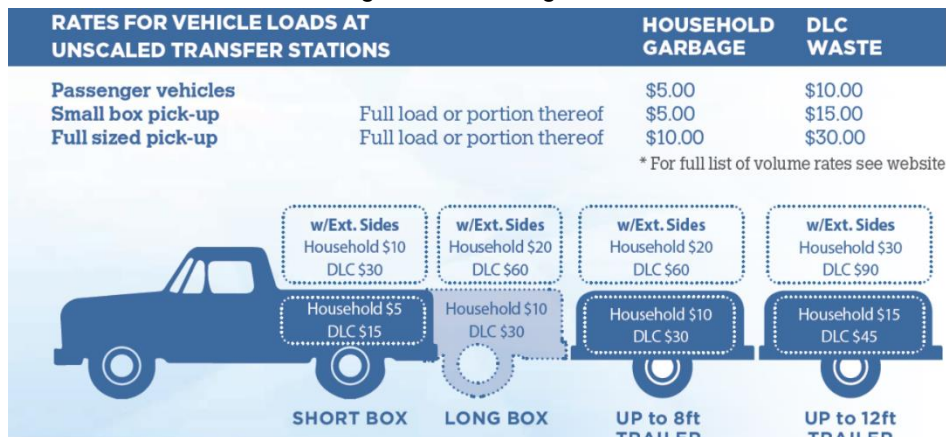 RATES FOR VEHICLE LOADS AT UNSCALED TRANSFER STATIONS
HOUSEHOLD GARBAGE
DLC WASTE
Passenger vehicles $5.00 $10.00
Small box pick-up Full load or portion thereof $5.00 $15.00
Full sized pick-up Full load or portion thereof $10.00 $30.00
* For full list of volume rates see website
w/Ext. Sides
Household $10
DLC $30
w/Ext. Sides
Household $20
DLC $60
w/Ext. Sides
Household $20
DLC $60
w/Ext. Sides
Household $30
DLC $90
Household $5
DLC $15
Household $10
DLC $30
Household $10
DLC $30
Household $15
DLC $45
SHORT BOX
LONG BOX
UP to 8ft
TRAILER
UP to 12ft
TRAILER